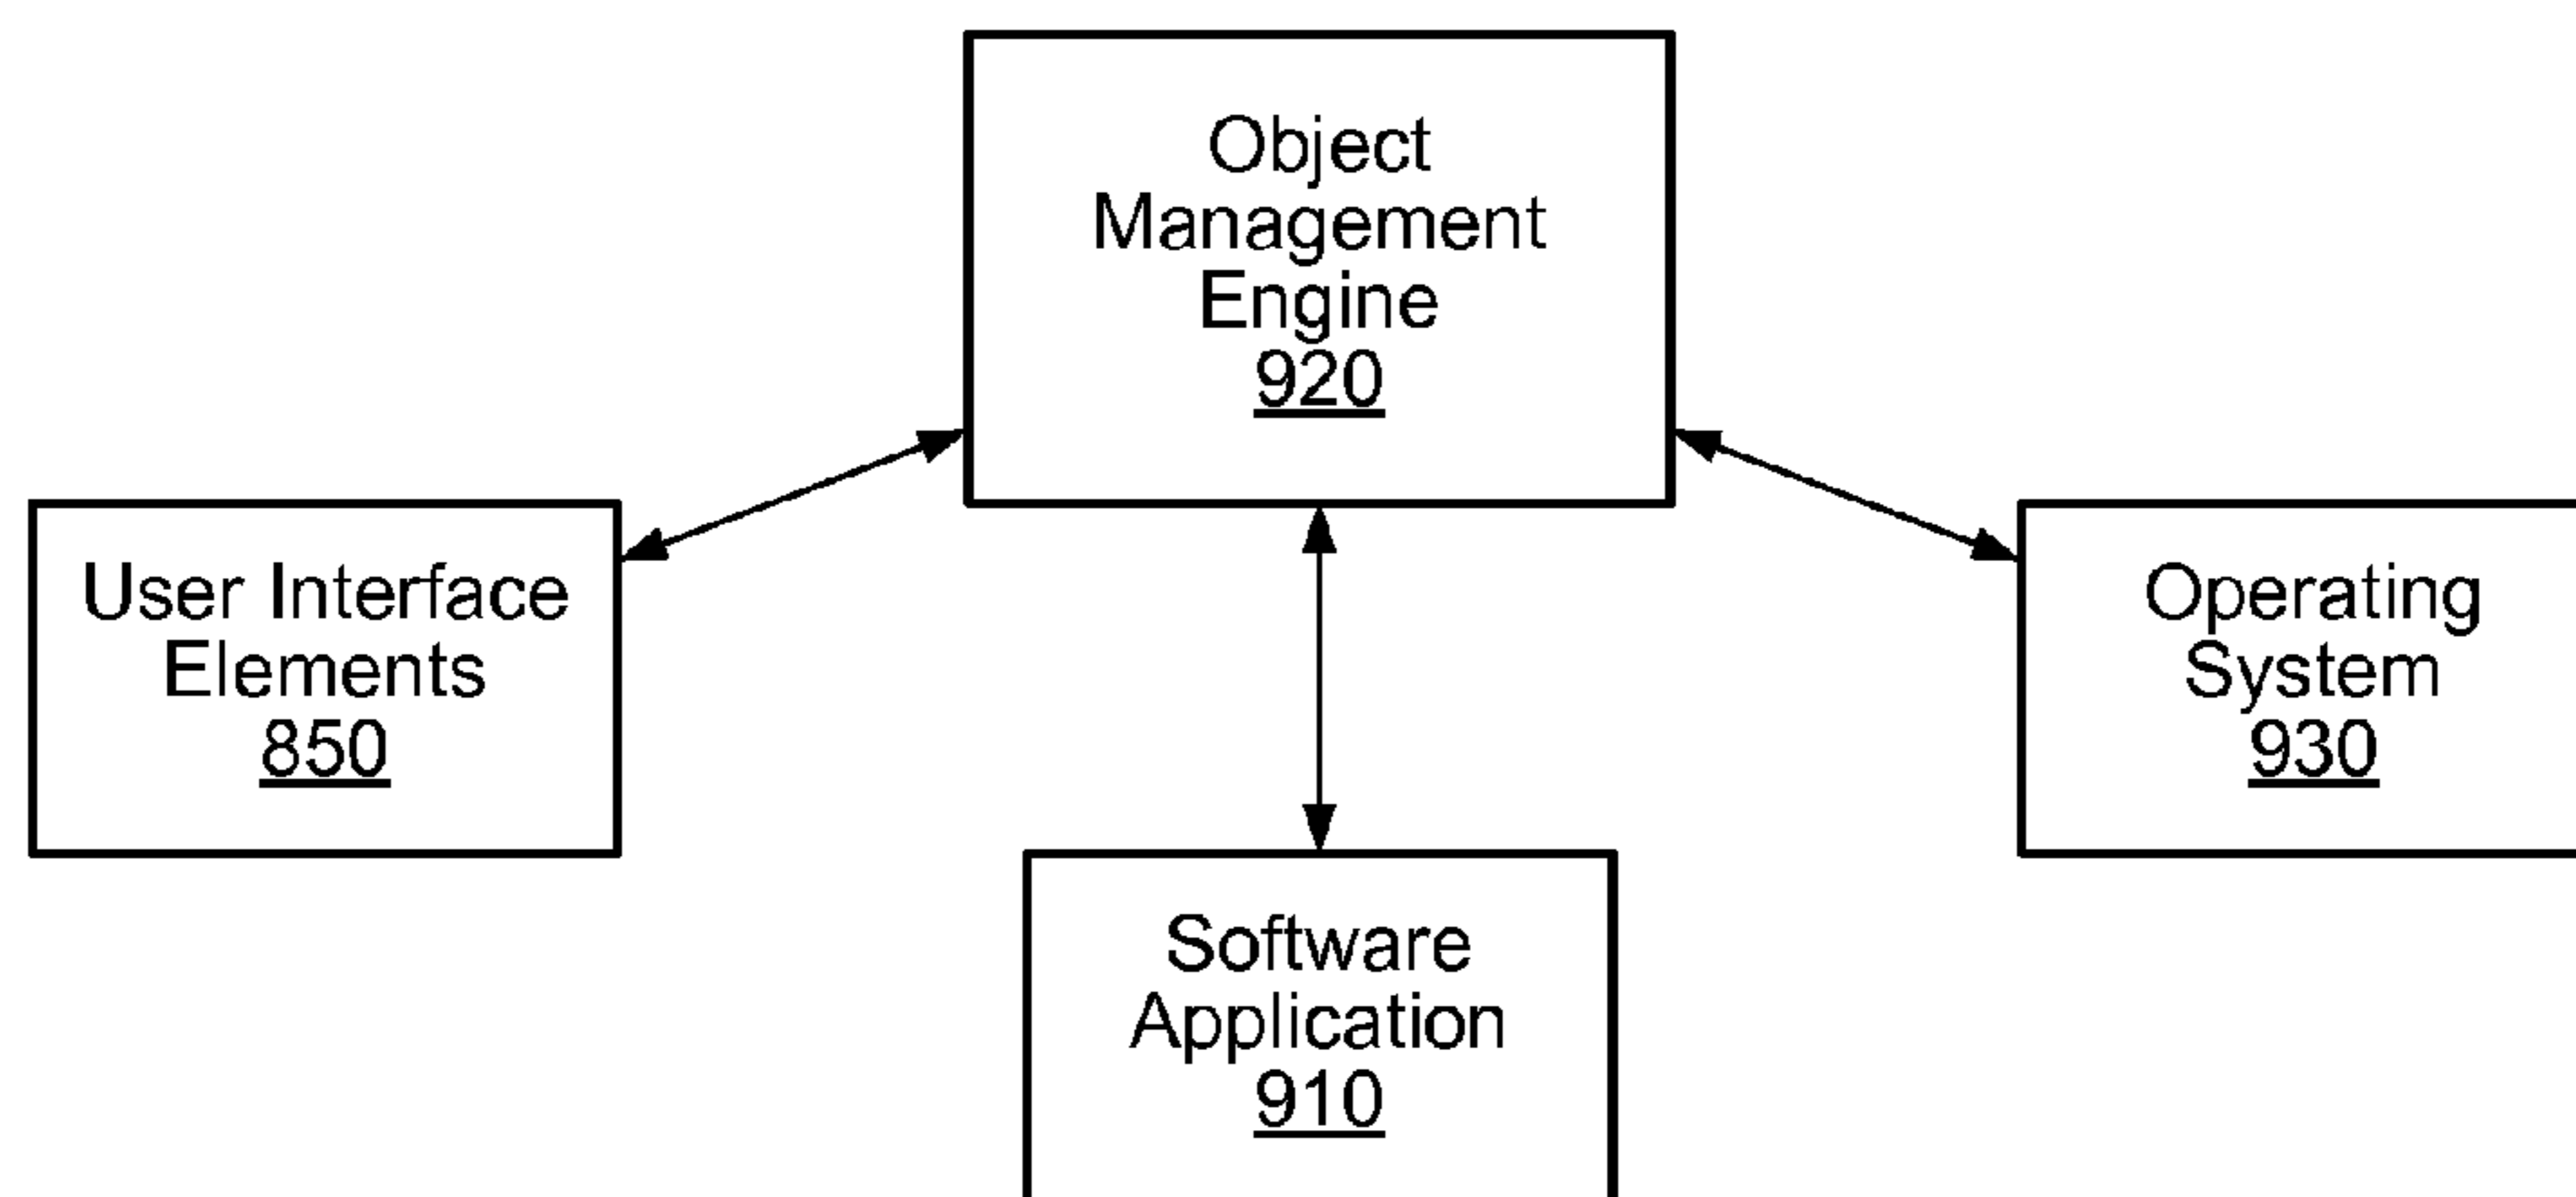 Object
Management
Engine
920
User Interface
Elements
850
Operating
System
930
Software
Application
910